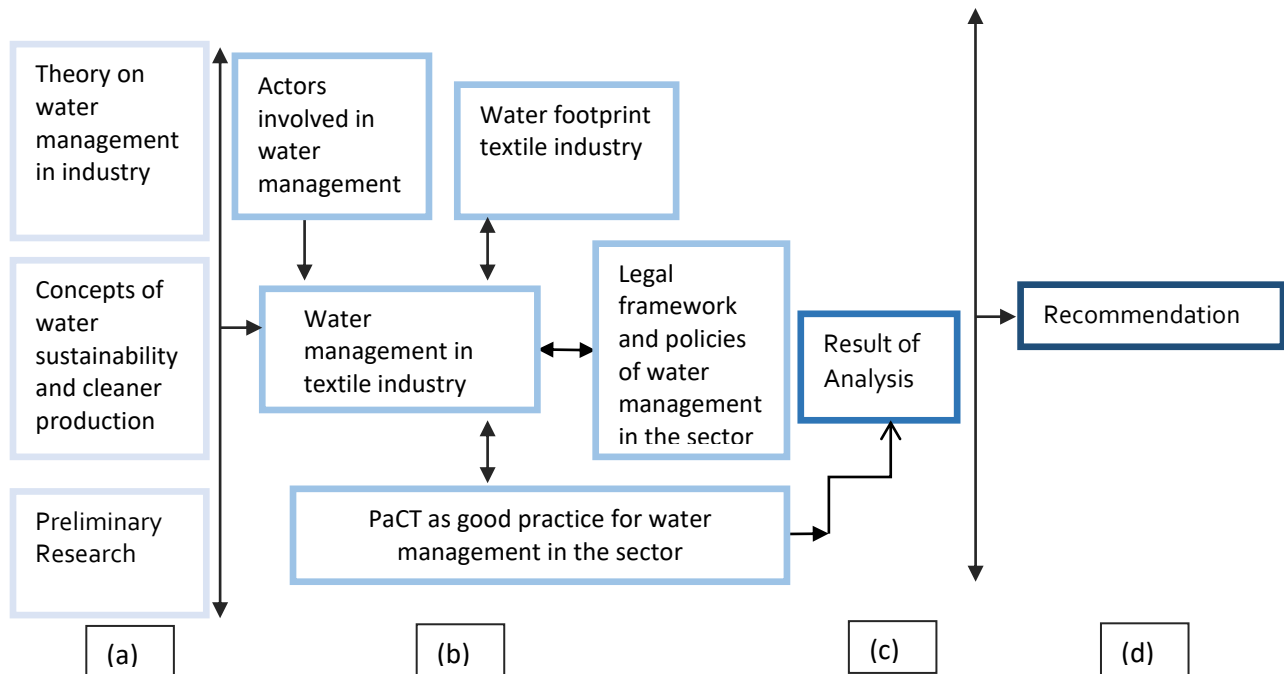 Theory on
water
management
in industry
Concepts of
water
sustainability
and cleaner
production
Preliminary
Research
Actors
involved in
water
management
Water footprint
textile industry
Water
management in
textile industry
Legal
framework
and policies
of water
management
in the sector
PaCT as good practice for water
management in the sector
Result of
Analysis
Recommendation
(a)
(b)
(c)
(d)